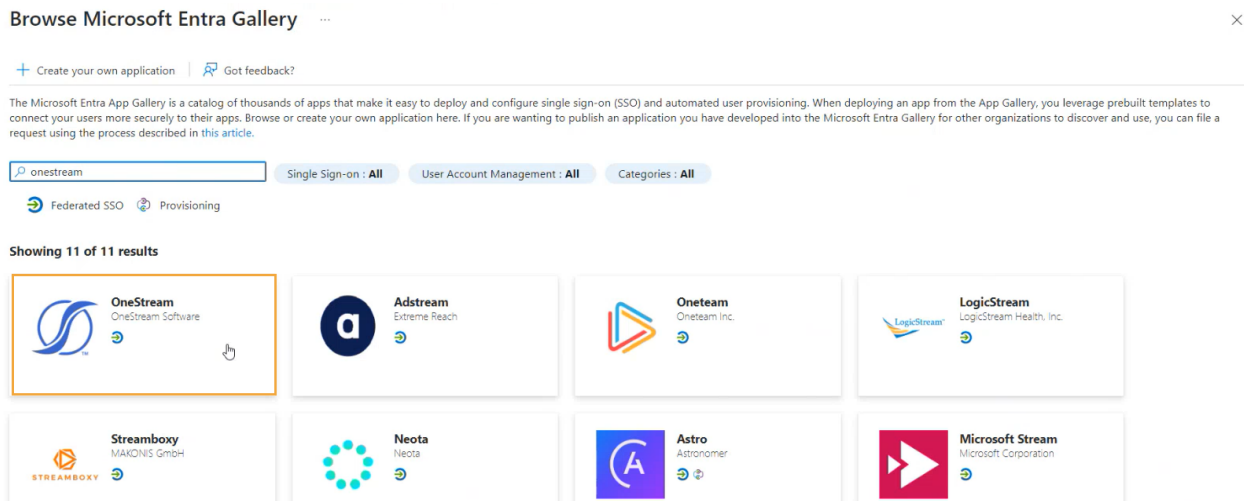 Browse Microsoft Entra Gallery ...
+ Create your own application
Got feedback?
The Microsoft Entra App Gallery is a catalog of thousands of apps that make it easy to deploy and configure single sign-on (SSO) and automated user provisioning. When deploying an app from the App Gallery, you leverage prebuilt templates to
connect your users more securely to their apps. Browse or create your own application here. If you are wanting to publish an application you have developed into the Microsoft Entra Gallery for other organizations to discover and use, you can file a
request using the process described in this article.
onestream
Single Sign-on : All
User Account Management : All
Categories : All
Federated SSO
Provisioning
Showing 11 of 11 results
OneStream
OneStream Software
TM
a
Adstream
Extreme Reach
Oneteam
Oneteam Inc.
LogicStream
LogicStream
LogicStream Health, Inc.
STREAMBOXY
Streamboxy
MAKONIS GmbH
Neota
Neota
A
Astro
Astronomer
Microsoft Stream
Microsoft Corporation